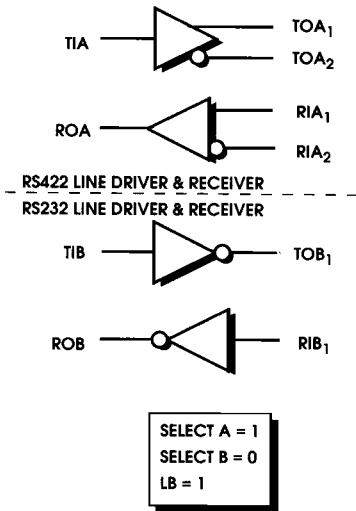 TIA
TOA1
TOA2
ROA
RIA1
RIA2
RS422 LINE DRIVER & RECEIVER
RS232 LINE DRIVER & RECEIVER
TIB
TOB1
ROB
RIB1
SELECT A = 1
SELECT B = 0
LB = 1